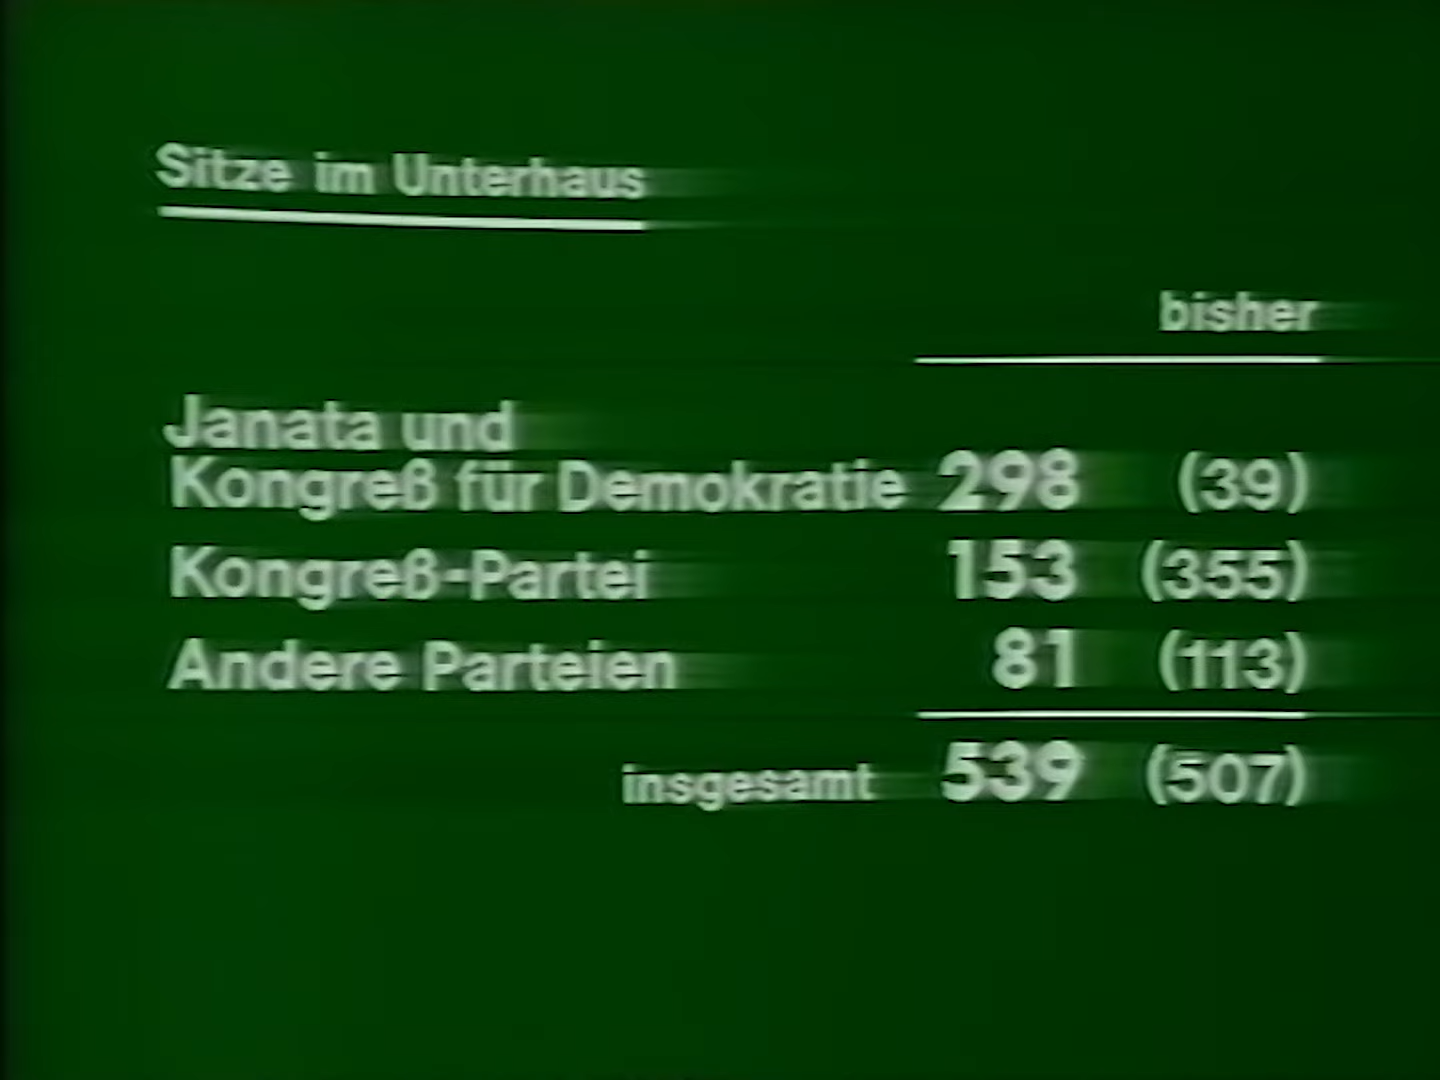 Sitze im Unterhaus
bisher
Janata und
Kongreß für Demokratie 298 (39)
Kongreß-Partei 153 (355)
Andere Parteien 81 (113)
insgesamt 539 (507)